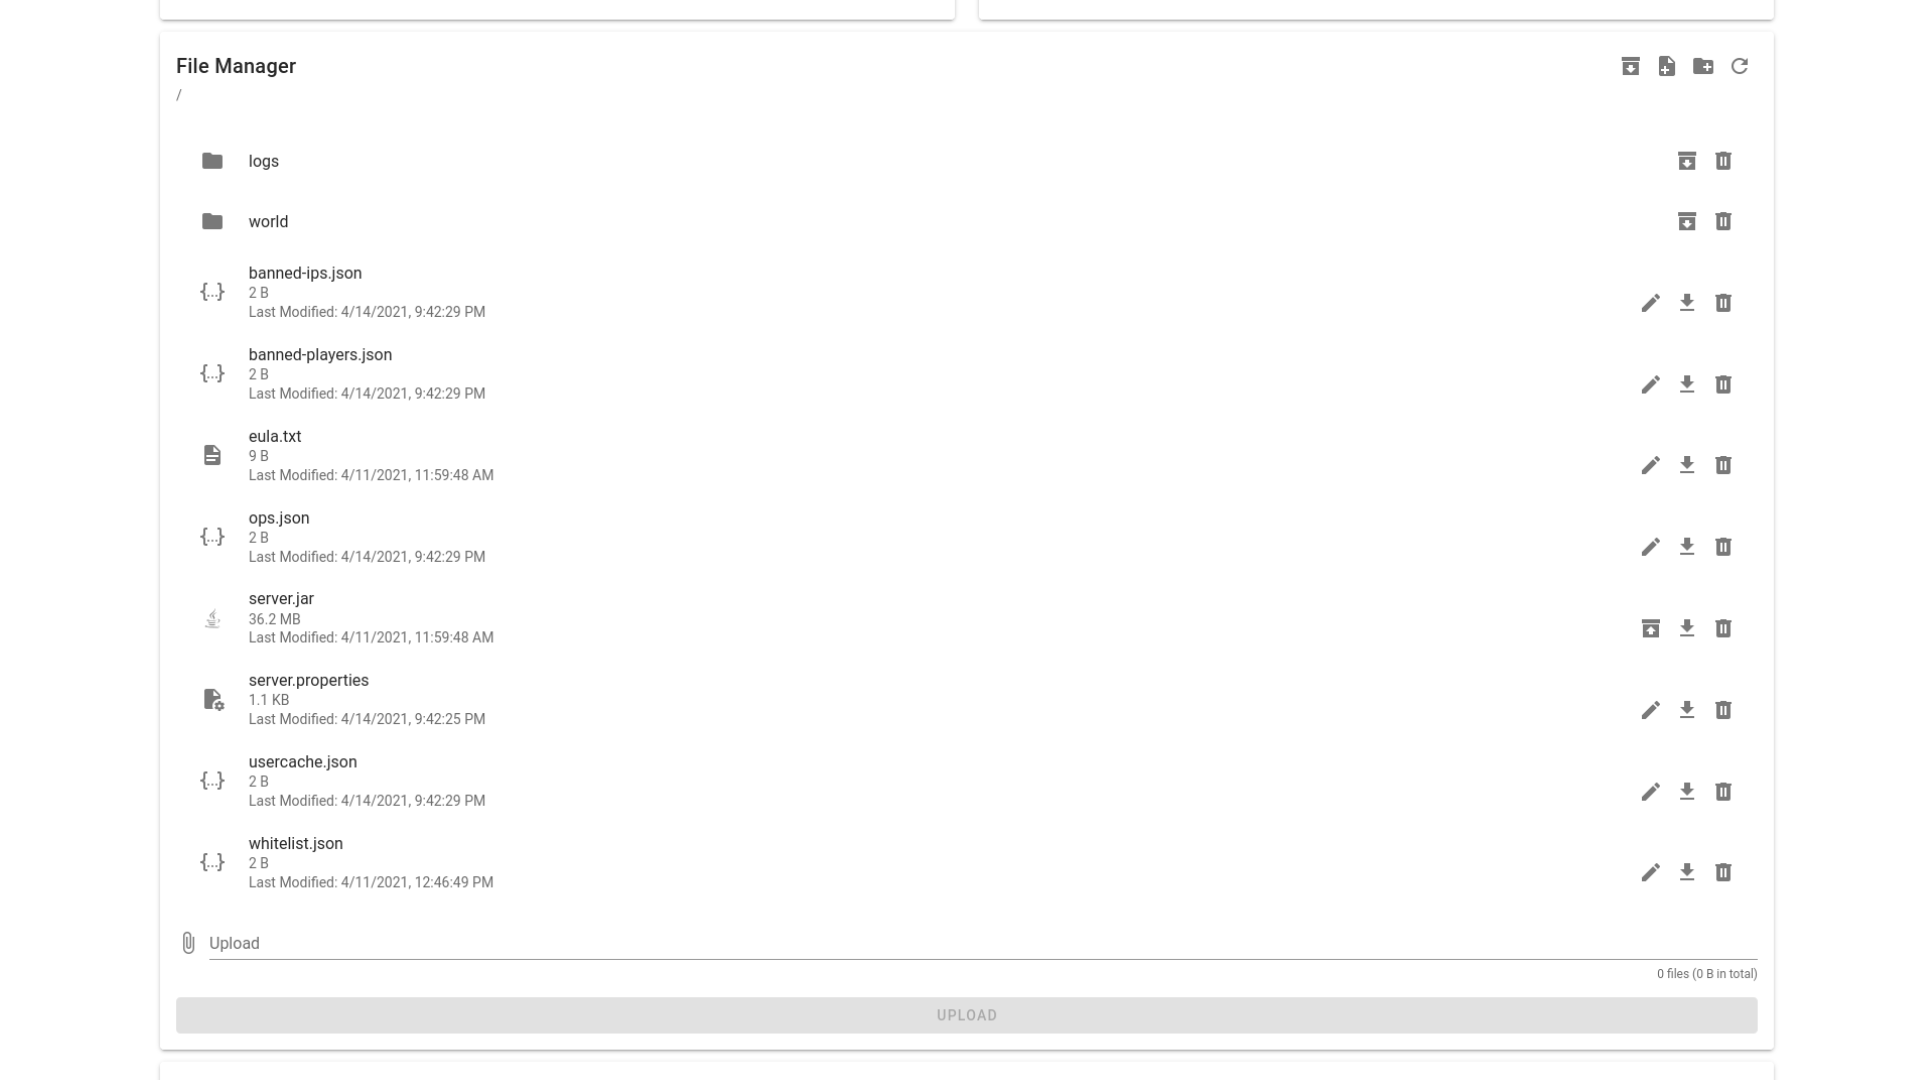 File Manager
/
logs
world
banned-ips.json
2 B
Last Modified: 4/14/2021, 9:42:29 PM
banned-players.json
2 B
Last Modified: 4/14/2021, 9:42:29 PM
eula.txt
9 B
Last Modified: 4/11/2021, 11:59:48 AM
ops.json
2 B
Last Modified: 4/14/2021, 9:42:29 PM
server.jar
36.2 MB
Last Modified: 4/11/2021, 11:59:48 AM
server.properties
1.1 KB
Last Modified: 4/14/2021, 9:42:25 PM
usercache.json
2 B
Last Modified: 4/14/2021, 9:42:29 PM
whitelist.json
2 B
Last Modified: 4/11/2021, 12:46:49 PM
Upload
0 files (0 B in total)
UPLOAD